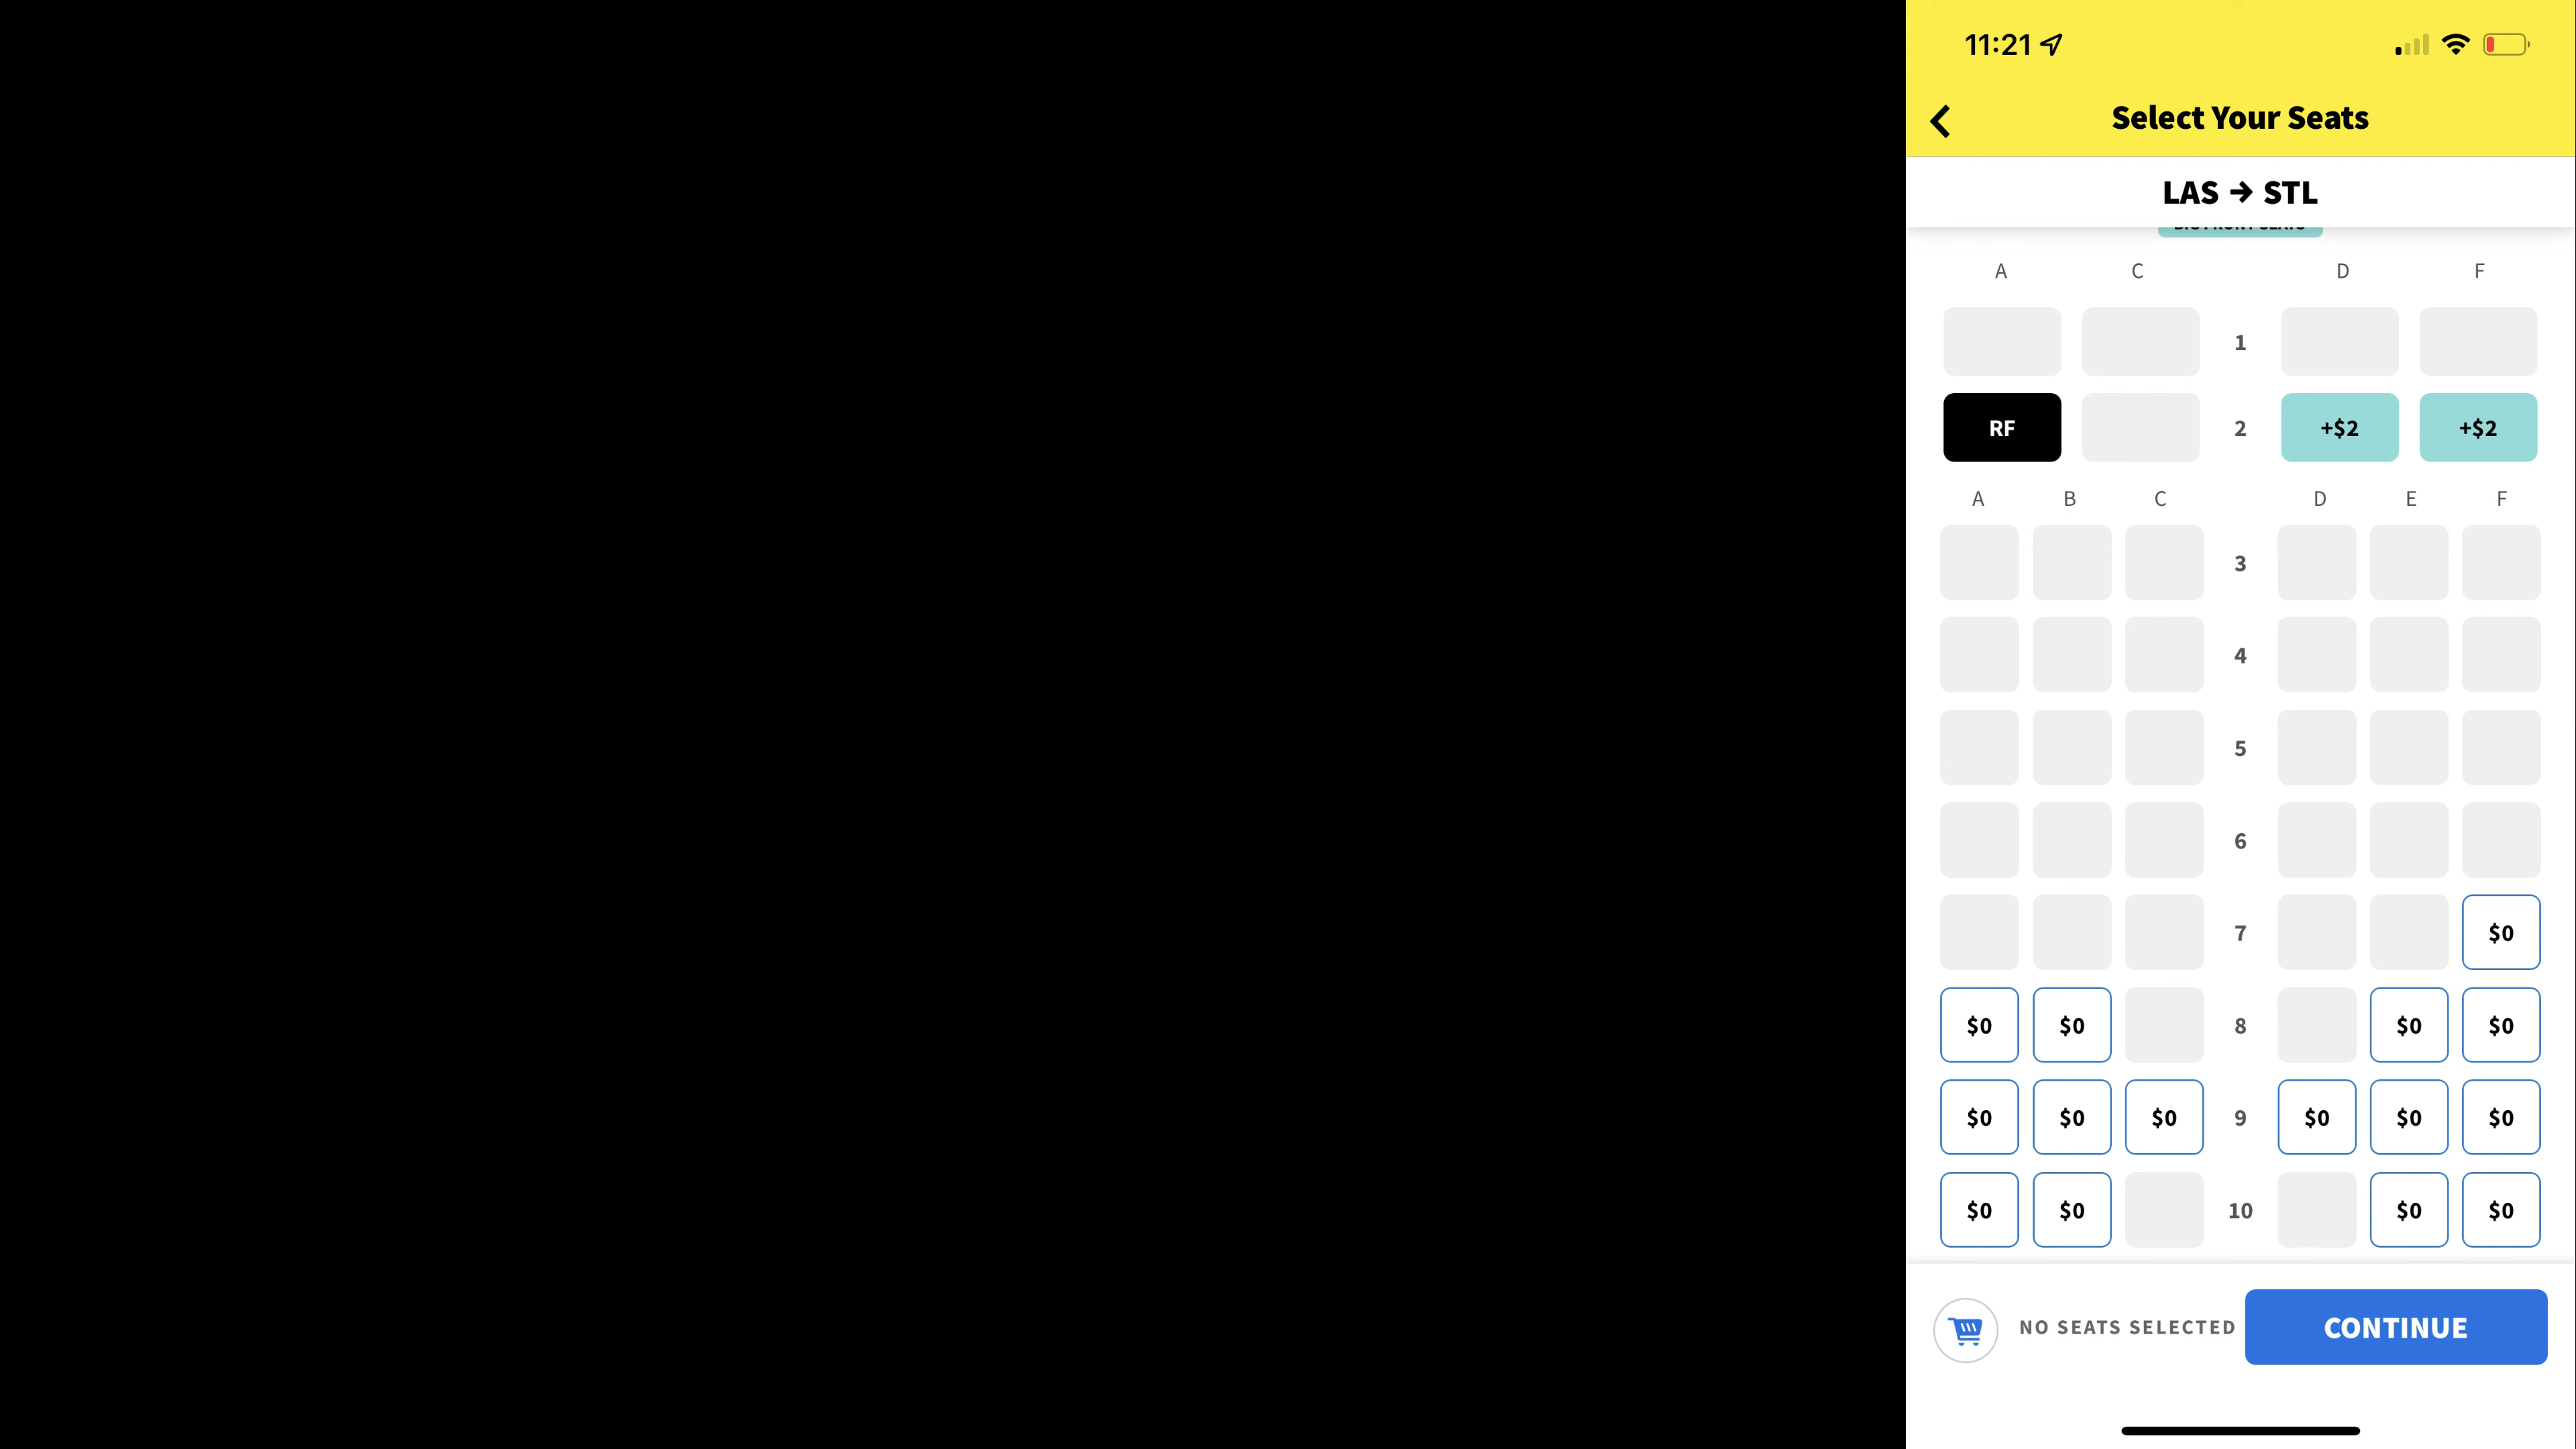 11:21
Select Your Seats
LAS → STL
A C D F
1
RF 2 +$2 +$2
A B C D E F
3
4
5
6
7 $0
$0 $0 8 $0 $0
$0 $0 $0 9 $0 $0 $0
$0 $0 10 $0 $0
NO SEATS SELECTED CONTINUE